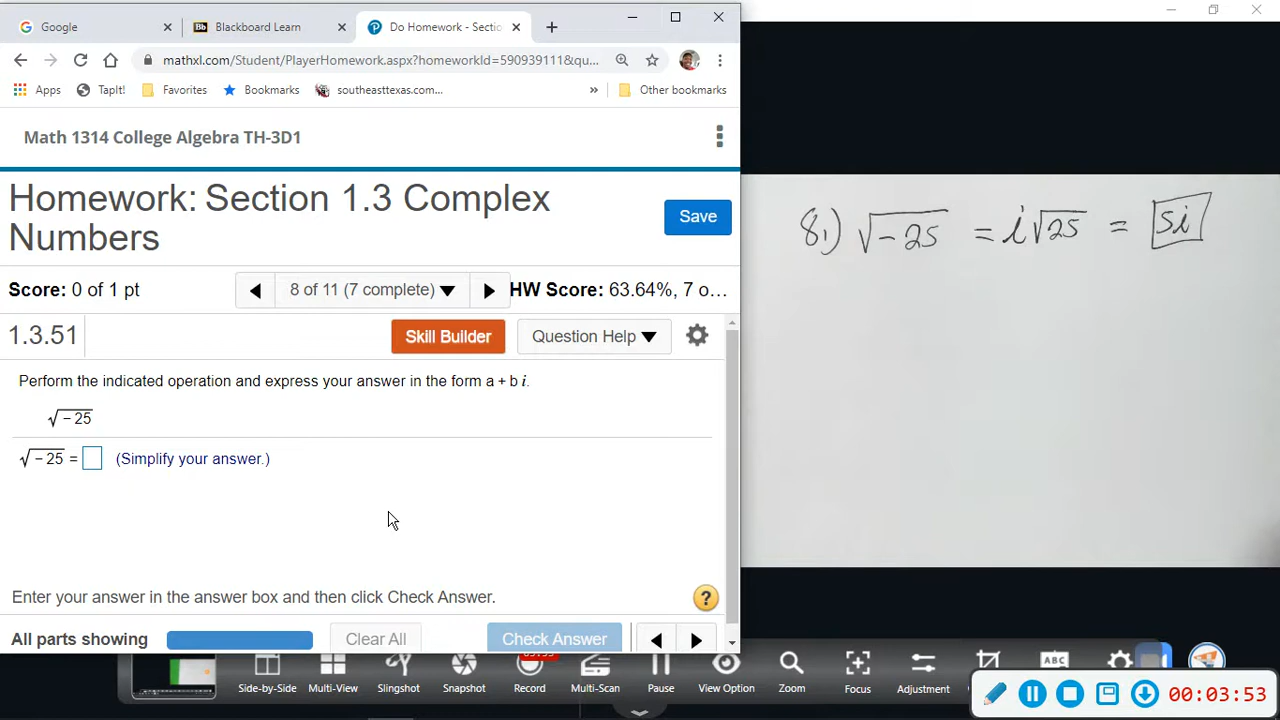 Google
Blackboard Learn
Do Homework - Sectio
mathxl.com/Student/PlayerHomework.aspx?homeworkId=590939111&qu...
Apps
TapIt!
Favorites
Bookmarks
southeasttexas.com...
»
Other bookmarks
Math 1314 College Algebra TH-3D1
Homework: Section 1.3 Complex
Numbers
Save
Score: 0 of 1 pt
8 of 11 (7 complete)
HW Score: 63.64%, 7 o...
1.3.51
Skill Builder
Question Help
Perform the indicated operation and express your answer in the form a + b i.
√−25
√−25 = (Simplify your answer.)
Enter your answer in the answer box and then click Check Answer.
?
All parts showing
Clear All
Check Answer
8.) √−25 = i√25 = 5i
Side-by-Side
Multi-View
Slingshot
Snapshot
Record
Multi-Scan
Pause
View Option
Zoom
Focus
Adjustment
ABC
00:03:53